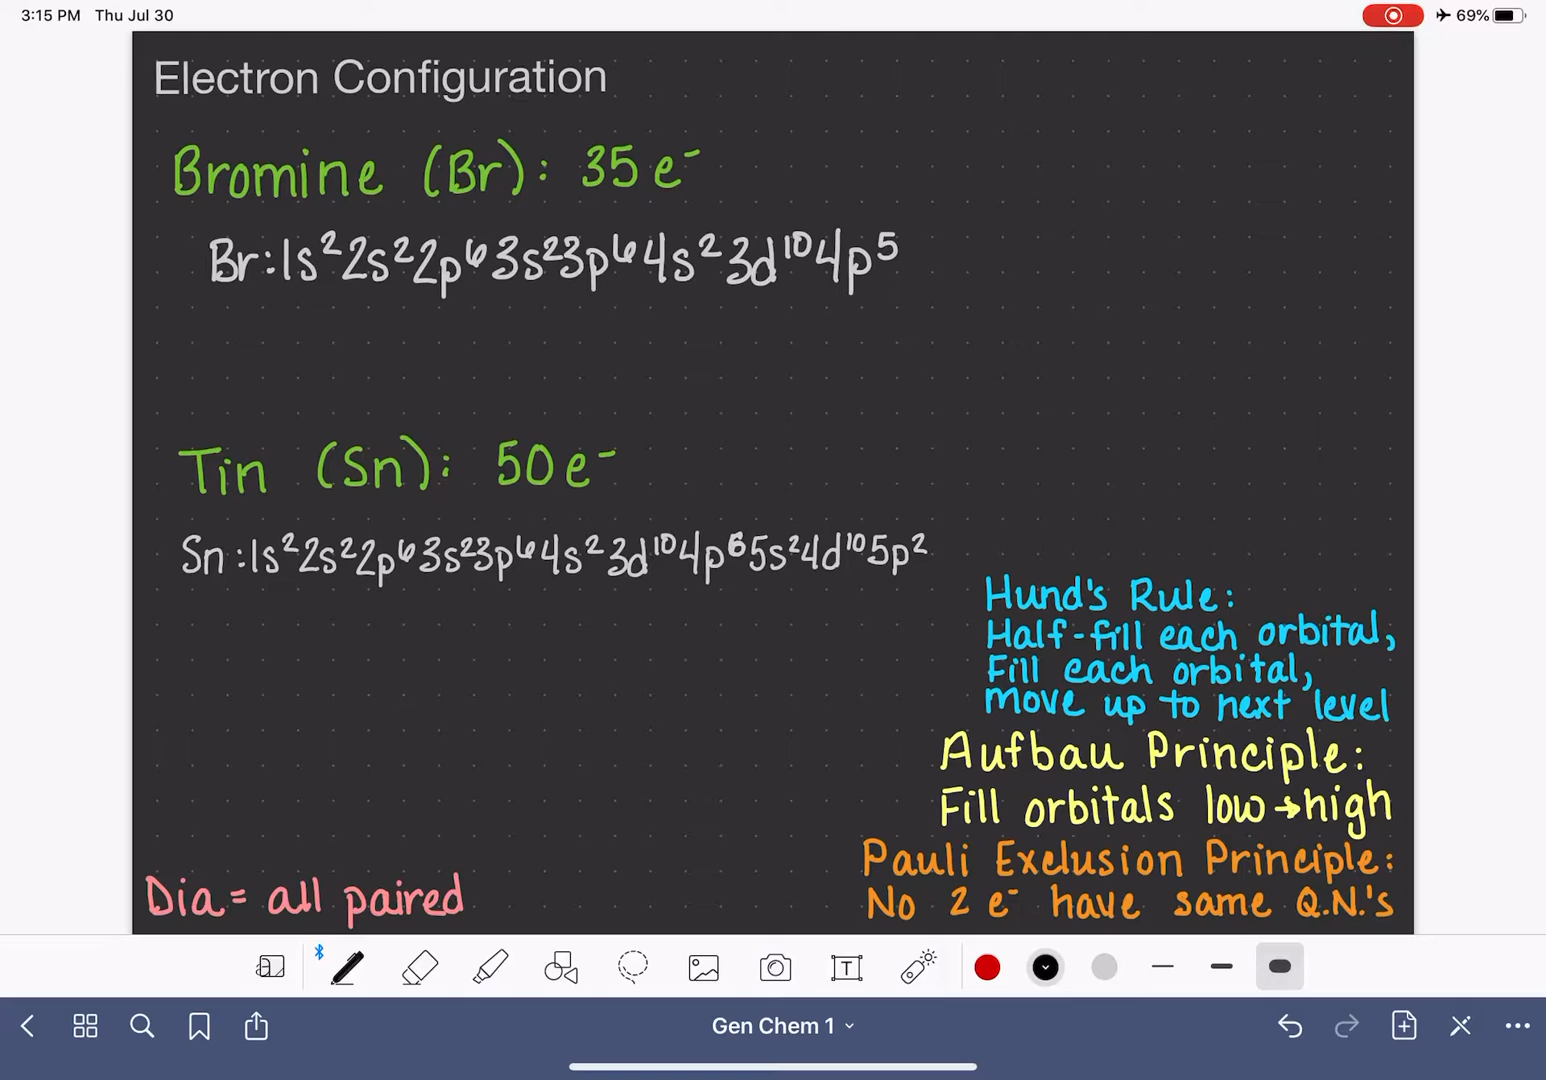 3:15 PM Thu Jul 30
69%
Electron Configuration
Bromine (Br): 35 e⁻
Br: 1s²2s²2p⁶3s²3p⁶4s²3d¹⁰4p⁵
Tin (Sn): 50 e⁻
Sn: 1s²2s²2p⁶3s²3p⁶4s²3d¹⁰4p⁶5s²4d¹⁰5p²
Hund's Rule:
Half-fill each orbital,
Fill each orbital,
move up to next level
Aufbau Principle:
Fill orbitals low → high
Pauli Exclusion Principle:
No 2 e⁻ have same Q.N.'s
Dia = all paired
T
Gen Chem 1